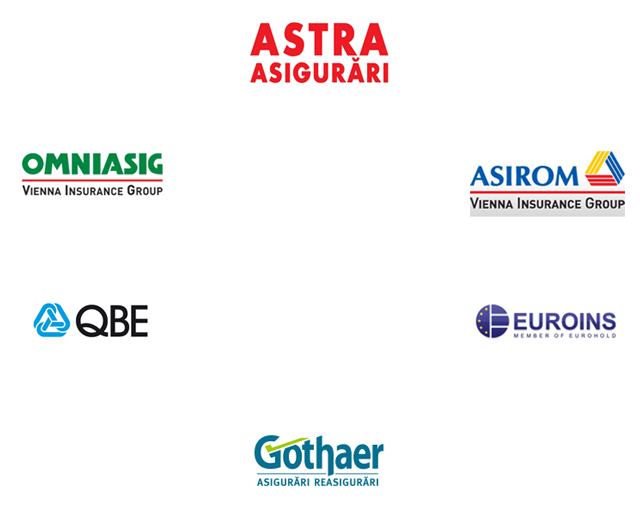 ASTRA
ASIGURĂRI
OMNIASIG
VIENNA INSURANCE GROUP
ASIROM
VIENNA INSURANCE GROUP
QBE
EUROINS
MEMBER OF EUROHOLD
Gothaer
ASIGURĂRI REASIGURĂRI